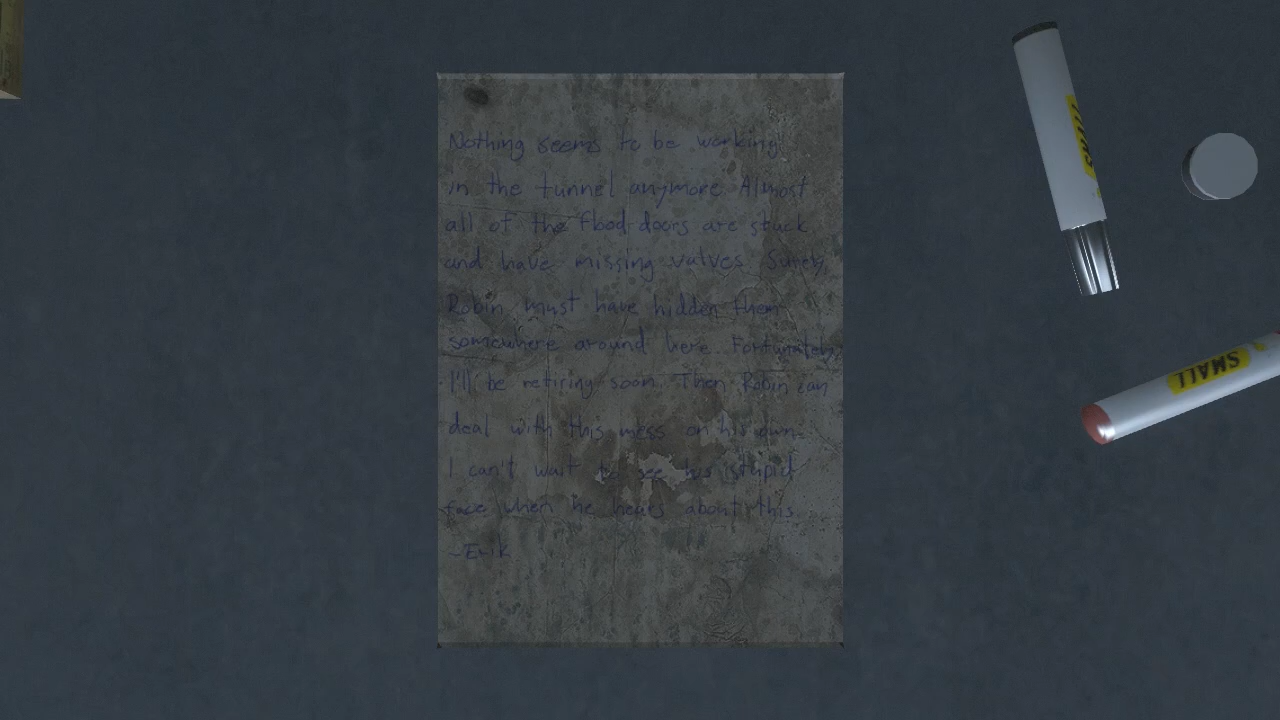 Nothing seems to be working
in the tunnel anymore. Almost
all of the flood-doors are stuck
and have missing valves. Surely,
Robin must have hidden them
somewhere around here. Fortunately,
I'll be retiring soon. Then Robin can
deal with this mess on his own.
I can't wait to see his stupid
face when he hears about this.
~Erik
SMALL
SMALL